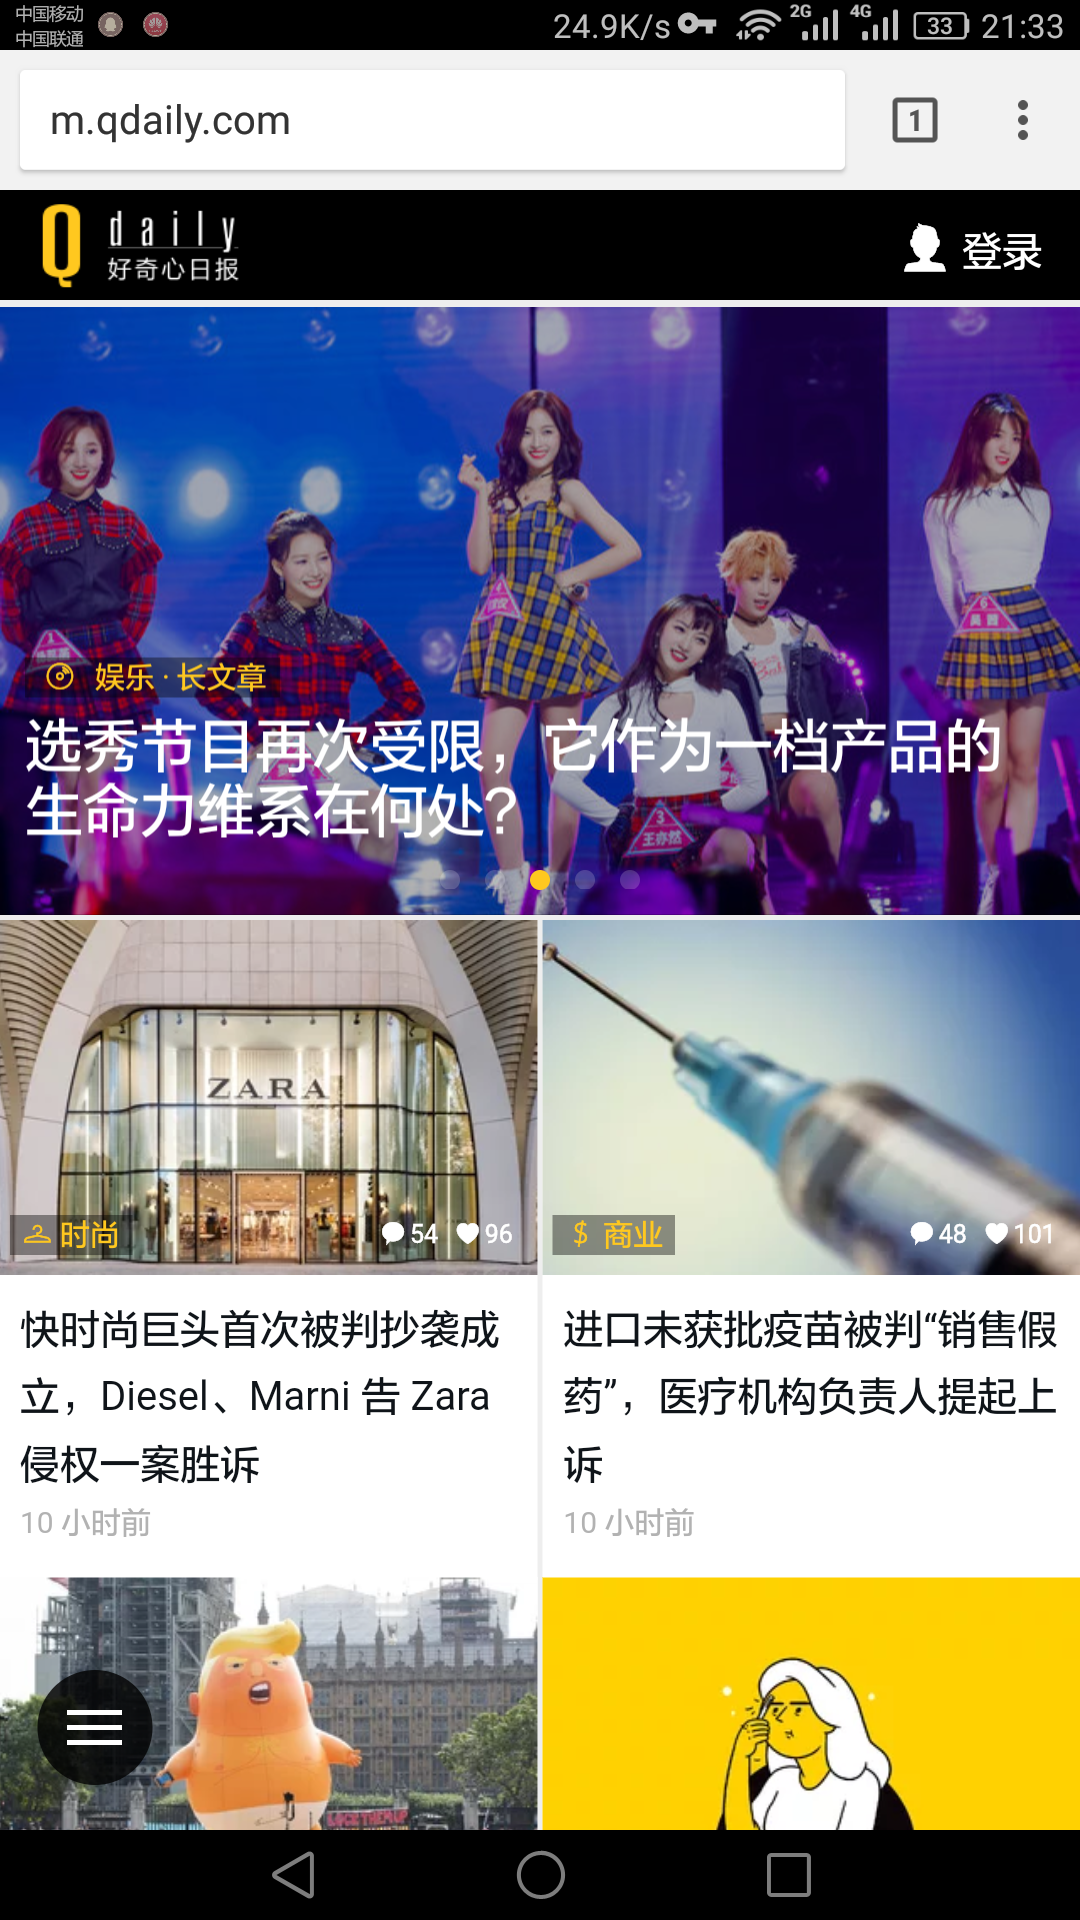 中国移动
中国联通
24.9K/s
2G
4G
33
21:33
m.qdaily.com
1
Q daily
好奇心日报
登录
娱乐 · 长文章
选秀节目再次受限，它作为一档产品的
生命力维系在何处?
1
6
3
王亦然
ZARA
时尚
54
96
$ 商业
48
101
快时尚巨头首次被判抄袭成
立，Diesel、Marni 告 Zara
侵权一案胜诉
10 小时前
进口未获批疫苗被判“销售假
药”，医疗机构负责人提起上
诉
10 小时前